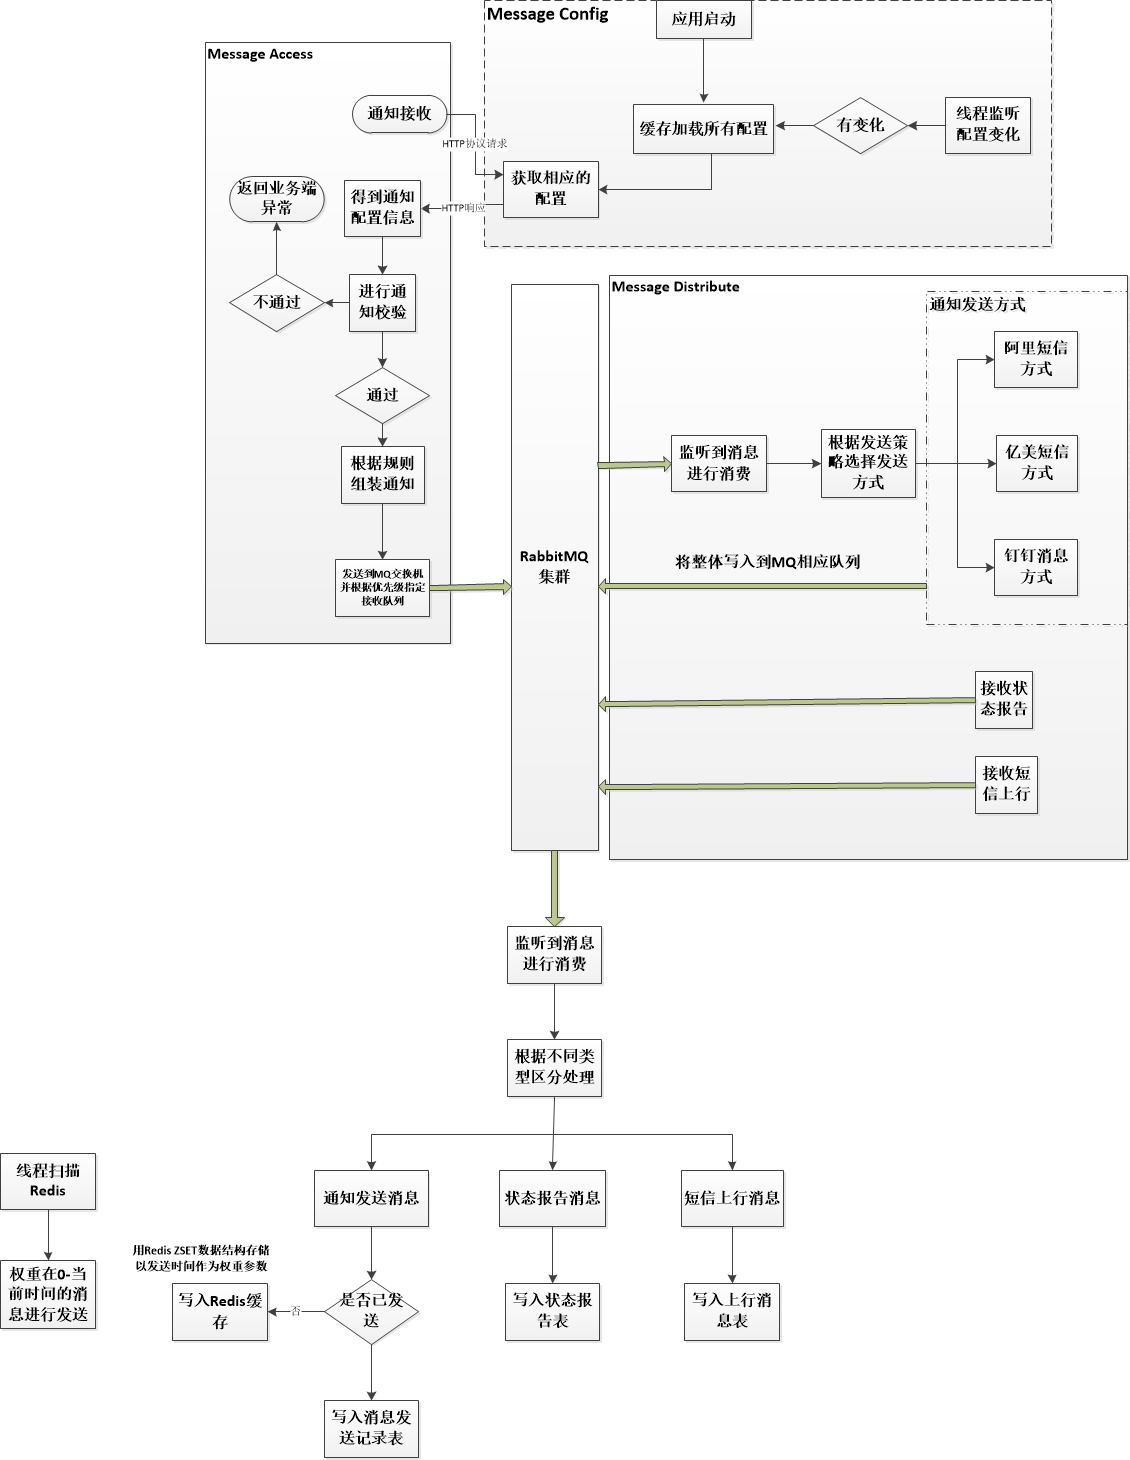 Message Config
应用启动
缓存加载所有配置
有变化
线程监听
配置变化
获取相应的
配置
Message Access
通知接收
HTTP协议请求
HTTP响应
返回业务端
异常
得到通知
配置信息
不通过
进行通
知校验
通过
根据规则
组装通知
发送到MQ交换机
并根据优先级指定
接收队列
RabbitMQ
集群
Message Distribute
通知发送方式
阿里短信
方式
监听到消息
进行消费
根据发送策
略选择发送
方式
亿美短信
方式
将整体写入到MQ相应队列
钉钉消息
方式
接收状
态报告
接收短
信上行
监听到消息
进行消费
根据不同类
型区分处理
线程扫描
Redis
权重在0-当
前时间的消
息进行发送
通知发送消息
状态报告消息
短信上行消息
用Redis ZSET数据结构存储
以发送时间作为权重参数
写入Redis缓
存
否
是否已发
送
写入状态报
告表
写入上行消
息表
写入消息发
送记录表